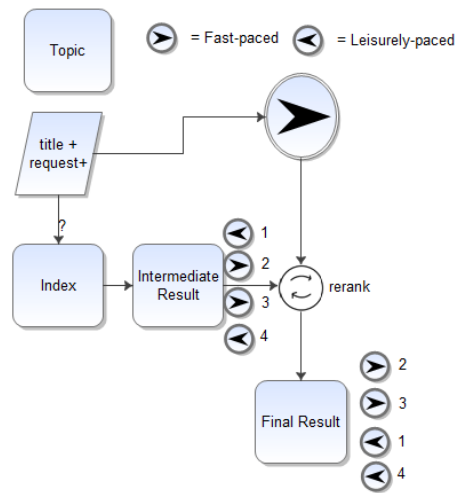 Topic
= Fast-paced
= Leisurely-paced
title +
request+
?
Index
Intermediate
Result
1
2
3
4
rerank
Final Result
2
3
1
4